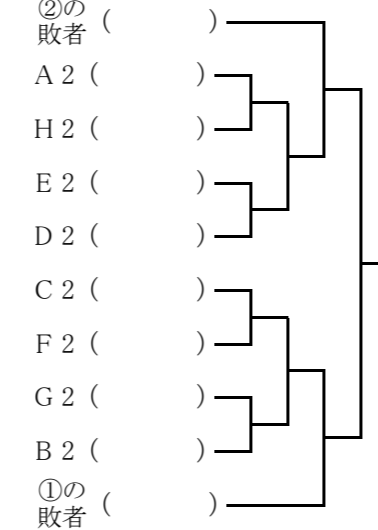 ②の
敗者 (　　　)
A 2 (　　　)
H 2 (　　　)
E 2 (　　　)
D 2 (　　　)
C 2 (　　　)
F 2 (　　　)
G 2 (　　　)
B 2 (　　　)
①の
敗者 (　　　)